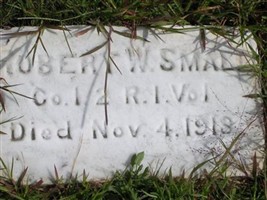 ROBERT W. SMALL
Co. I. 2 R.I. Vol
Died Nov. 4, 1918